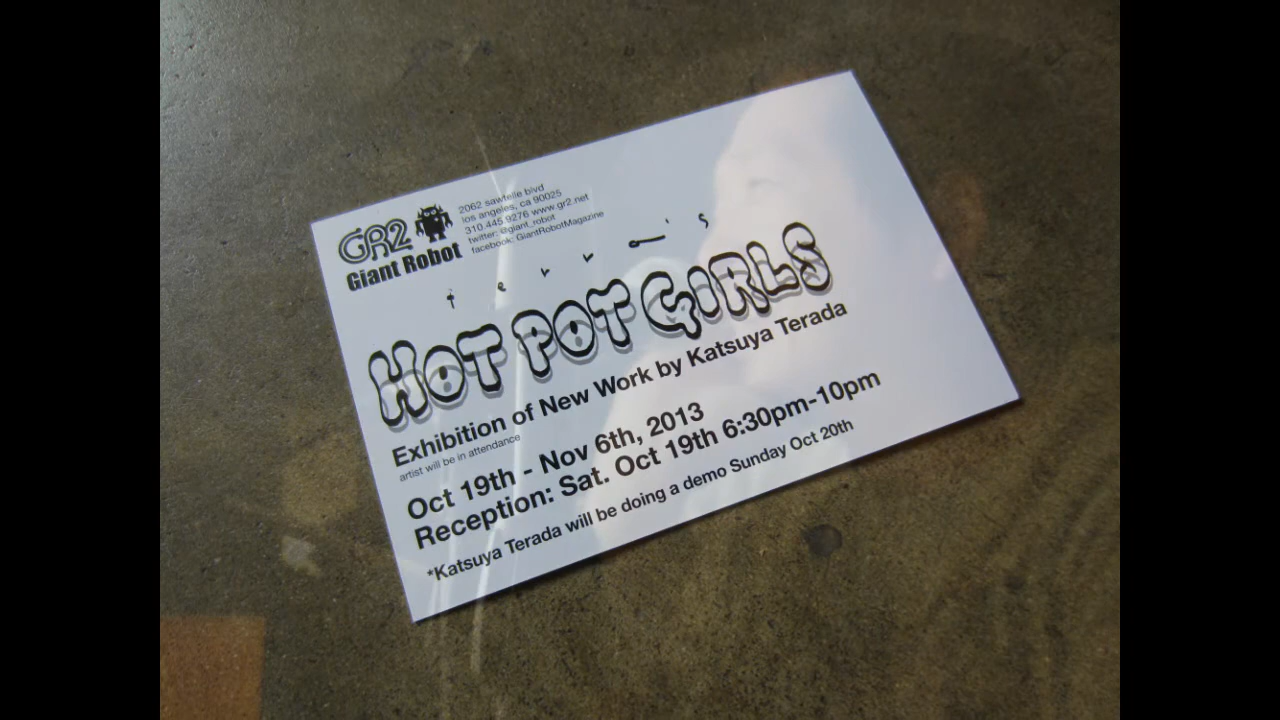 GR2
Giant Robot
2062 sawtelle blvd
los angeles, ca 90025
310.445.9276 www.gr2.net
twitter: @giant_robot
facebook: GiantRobotMagazine
HOT POT GiRLS
Exhibition of New Work by Katsuya Terada
artist will be in attendance
Oct 19th - Nov 6th, 2013
Reception: Sat. Oct 19th 6:30pm-10pm
*Katsuya Terada will be doing a demo Sunday Oct 20th